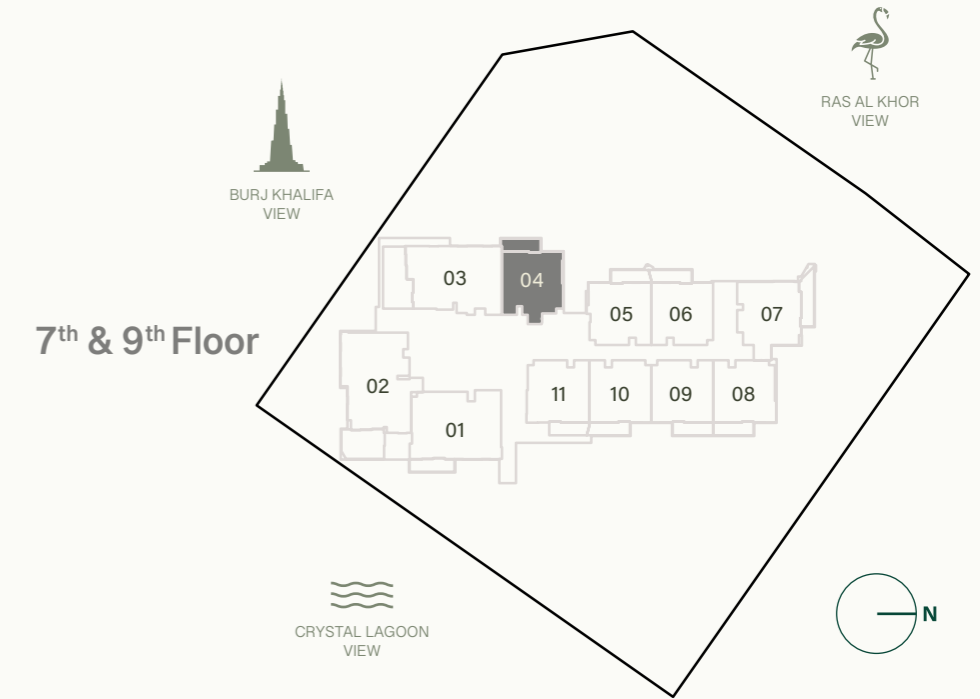 RAS AL KHOR
VIEW
BURJ KHALIFA
VIEW
7th & 9th Floor
03
04
05
06
07
02
01
11
10
09
08
CRYSTAL LAGOON
VIEW
N